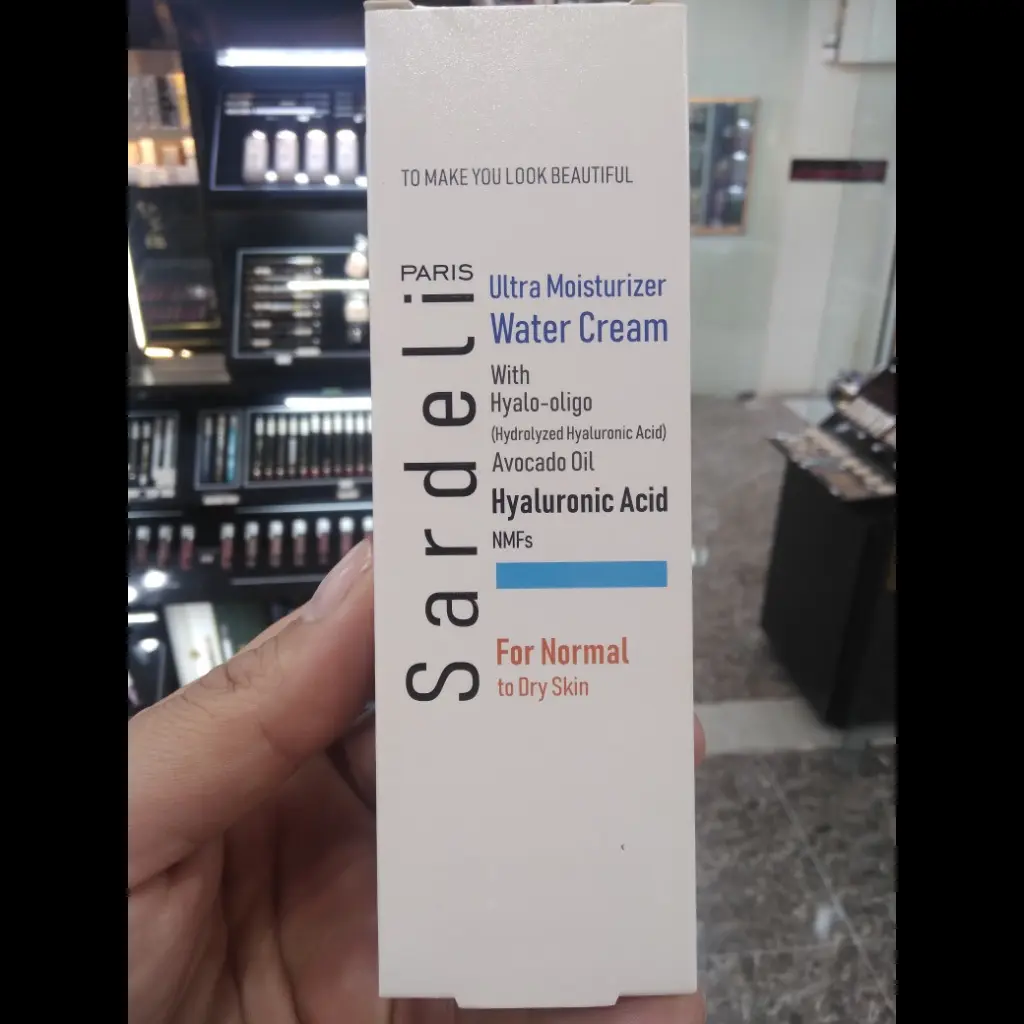 TO MAKE YOU LOOK BEAUTIFUL
PARIS
Sardeli
Ultra Moisturizer
Water Cream
With
Hyalo-oligo
(Hydrolyzed Hyaluronic Acid)
Avocado Oil
Hyaluronic Acid
NMFs
For Normal
to Dry Skin